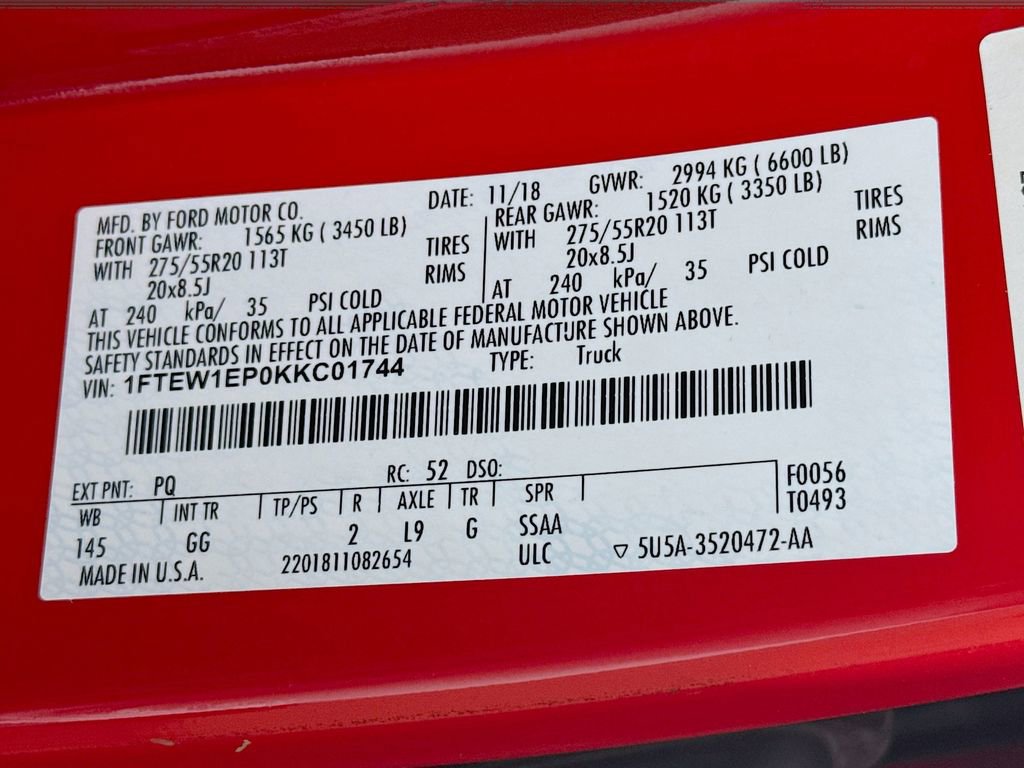 MFD. BY FORD MOTOR CO. DATE: 11/18 GVWR: 2994 KG ( 6600 LB)
FRONT GAWR: 1565 KG ( 3450 LB) REAR GAWR: 1520 KG ( 3350 LB)
WITH 275/55R20 113T TIRES WITH 275/55R20 113T TIRES
20x8.5J RIMS 20x8.5J RIMS
AT 240 kPa/ 35 PSI COLD AT 240 kPa/ 35 PSI COLD
THIS VEHICLE CONFORMS TO ALL APPLICABLE FEDERAL MOTOR VEHICLE
SAFETY STANDARDS IN EFFECT ON THE DATE OF MANUFACTURE SHOWN ABOVE.
VIN: 1FTEW1EP0KKC01744 TYPE: Truck
EXT PNT: PQ RC: 52 DSO: F0056
WB INT TR TP/PS R AXLE TR SPR T0493
145 GG 2 L9 G SSAA
MADE IN U.S.A. 2201811082654 ULC ▽ 5U5A-3520472-AA